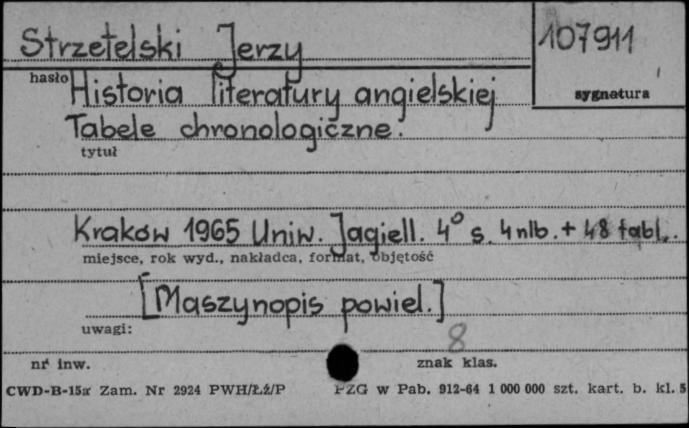 Strzetelski Jerzy
107911
hasło
sygnatura
Historia literatury angielskiej
Tabele chronologiczne.
tytuł
Kraków 1965 Uniw. Jagiell. 4° s. 4 nlb. + 48 tabl.
miejsce, rok wyd., nakładca, format, objętość
[Maszynopis powiel.]
uwagi:
8
nr inw.
znak klas.
CWD-B-15a Zam. Nr 2924 PWH/Łź/P PZG w Pab. 912-64 1 000 000 szt. kart. b. kl. 5